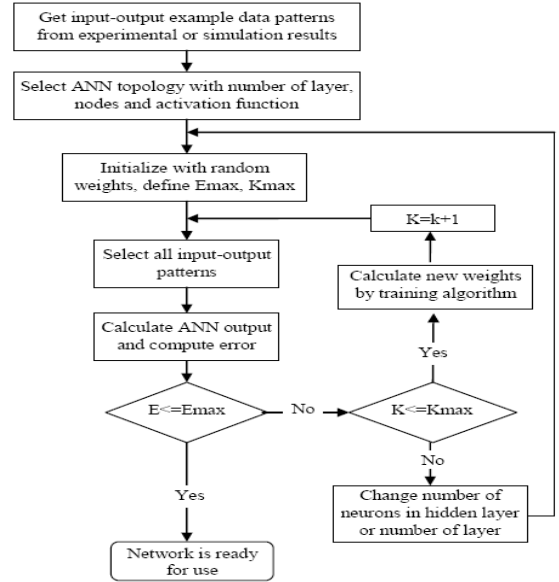 Get input-output example data patterns
from experimental or simulation results
Select ANN topology with number of layer,
nodes and activation function
Initialize with random
weights, define Emax, Kmax
K=k+1
Select all input-output
patterns
Calculate new weights
by training algorithm
Calculate ANN output
and compute error
Yes
E<=Emax
No
K<=Kmax
No
Change number of
neurons in hidden layer
or number of layer
Yes
Network is ready
for use